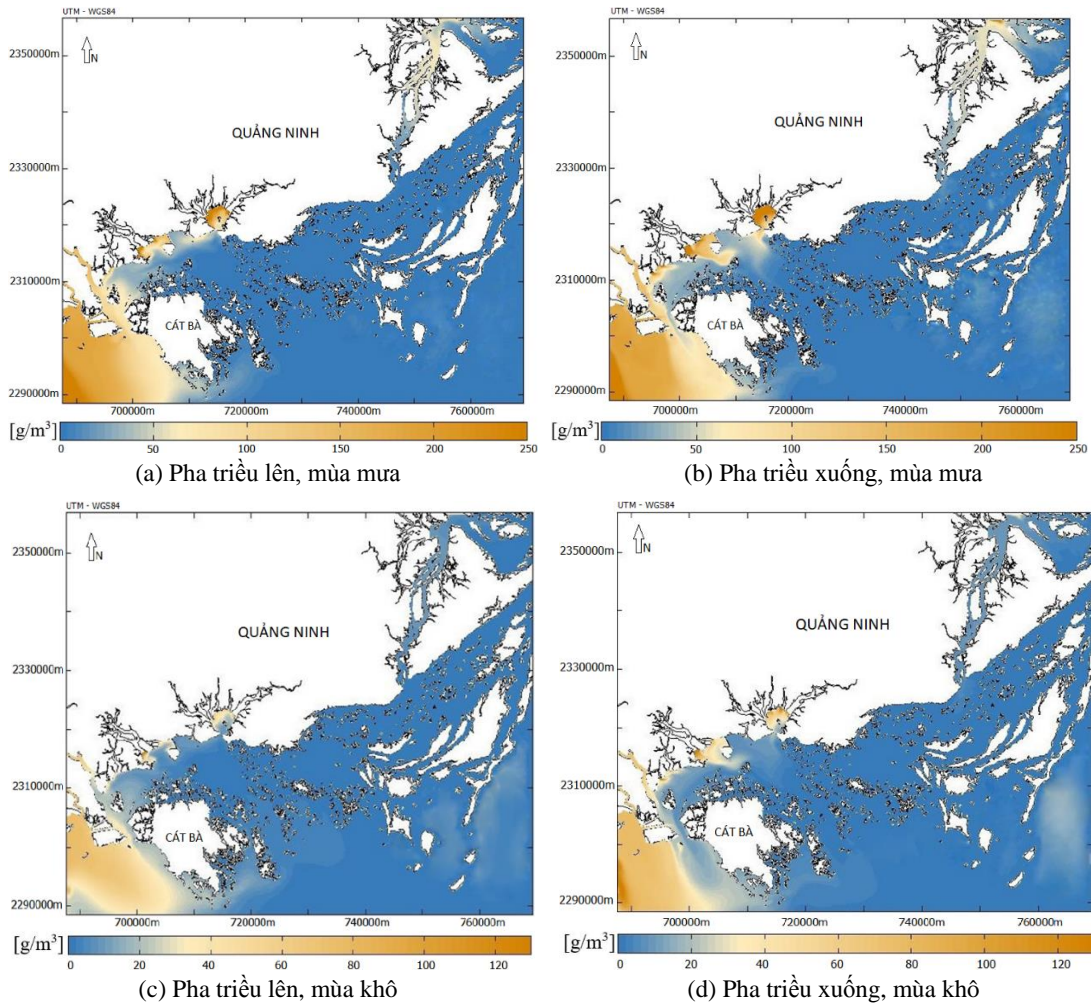 UTM - WGS84
N
2350000m
2330000m
2310000m
2290000m
QUẢNG NINH
CÁT BÀ
700000m 720000m 740000m 760000m
[g/m³] 0 50 100 150 200 250
(a) Pha triều lên, mùa mưa
UTM - WGS84
N
2350000m
2330000m
2310000m
2290000m
QUẢNG NINH
CÁT BÀ
700000m 720000m 740000m 760000m
[g/m³] 0 50 100 150 200 250
(b) Pha triều xuống, mùa mưa
UTM - WGS84
N
2350000m
2330000m
2310000m
2290000m
QUẢNG NINH
CÁT BÀ
700000m 720000m 740000m 760000m
[g/m³] 0 20 40 60 80 100 120
(c) Pha triều lên, mùa khô
UTM - WGS84
N
2350000m
2330000m
2310000m
2290000m
QUẢNG NINH
CÁT BÀ
700000m 720000m 740000m 760000m
[g/m³] 0 20 40 60 80 100 120
(d) Pha triều xuống, mùa khô